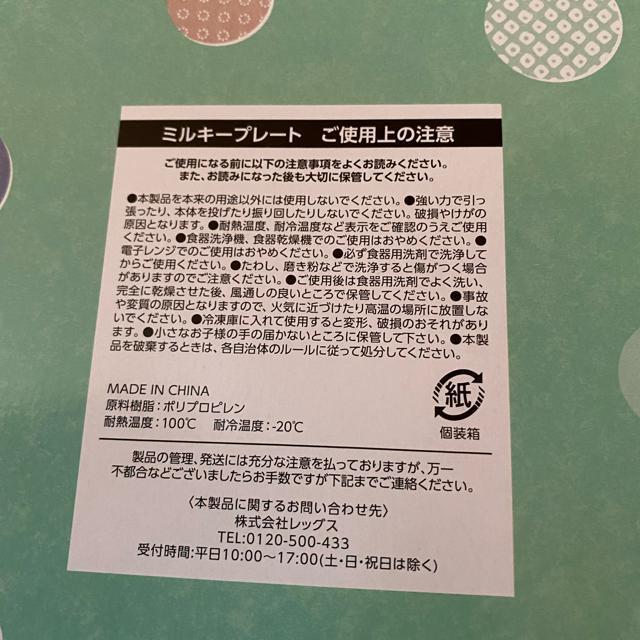 ミルキープレート　ご使用上の注意
ご使用になる前に以下の注意事項をよくお読みください。
また、お読みになった後も大切に保管してください。
●本製品を本来の用途以外には使用しないでください。●強い力で引っ
張ったり、本体を投げたり振り回したりしないでください。破損やけがの
原因となります。●耐熱温度、耐冷温度など表示をご確認のうえご使用
ください。●食器洗浄機、食器乾燥機でのご使用はおやめください。●
電子レンジでのご使用はおやめください。●必ず食器用洗剤で洗浄して
からご使用ください。●たわし、磨き粉などで洗浄すると傷がつく場合
がありますのでご注意ください。●ご使用後は食器用洗剤でよく洗い、
完全に乾燥させた後、風通しの良いところで保管してください。●事故
や変質の原因となりますので、火気に近づけたり高温の場所に放置しな
いでください。●冷凍庫に入れて使用すると変形、破損のおそれがあり
ます。●小さなお子様の手の届かないところに保管して下さい。●本製
品を破棄するときは、各自治体のルールに従って処分してください。
MADE IN CHINA
原料樹脂：ポリプロピレン
耐熱温度：100℃　耐冷温度：-20℃
紙
個装箱
製品の管理、発送には充分な注意を払っておりますが、万一
不都合などございましたらお手数ですが下記までご連絡ください。
〈本製品に関するお問い合わせ先〉
株式会社レッグス
TEL:0120-500-433
受付時間：平日10:00～17:00(土・日・祝日は除く)